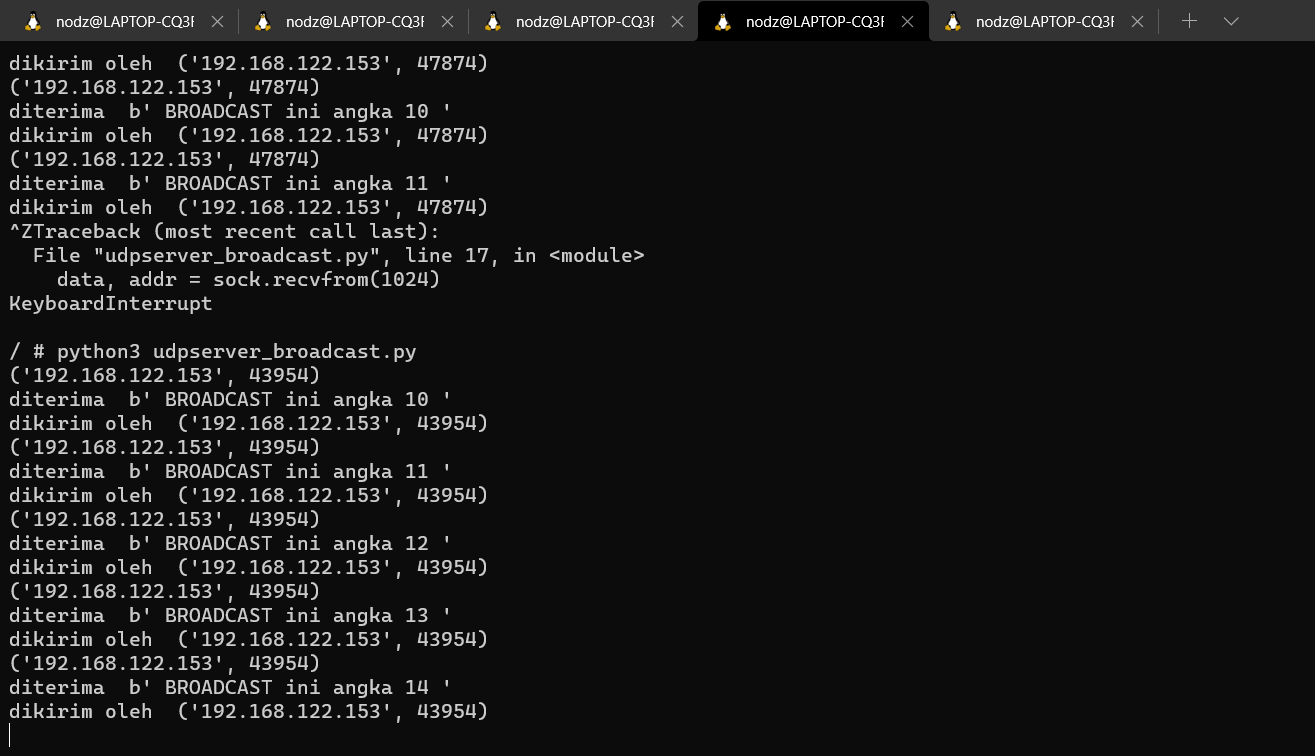 nodz@LAPTOP-CQ3F nodz@LAPTOP-CQ3F nodz@LAPTOP-CQ3F nodz@LAPTOP-CQ3F nodz@LAPTOP-CQ3F
dikirim oleh  ('192.168.122.153', 47874)
('192.168.122.153', 47874)
diterima  b' BROADCAST ini angka 10 '
dikirim oleh  ('192.168.122.153', 47874)
('192.168.122.153', 47874)
diterima  b' BROADCAST ini angka 11 '
dikirim oleh  ('192.168.122.153', 47874)
^ZTraceback (most recent call last):
  File "udpserver_broadcast.py", line 17, in <module>
    data, addr = sock.recvfrom(1024)
KeyboardInterrupt
/ # python3 udpserver_broadcast.py
('192.168.122.153', 43954)
diterima  b' BROADCAST ini angka 10 '
dikirim oleh  ('192.168.122.153', 43954)
('192.168.122.153', 43954)
diterima  b' BROADCAST ini angka 11 '
dikirim oleh  ('192.168.122.153', 43954)
('192.168.122.153', 43954)
diterima  b' BROADCAST ini angka 12 '
dikirim oleh  ('192.168.122.153', 43954)
('192.168.122.153', 43954)
diterima  b' BROADCAST ini angka 13 '
dikirim oleh  ('192.168.122.153', 43954)
('192.168.122.153', 43954)
diterima  b' BROADCAST ini angka 14 '
dikirim oleh  ('192.168.122.153', 43954)